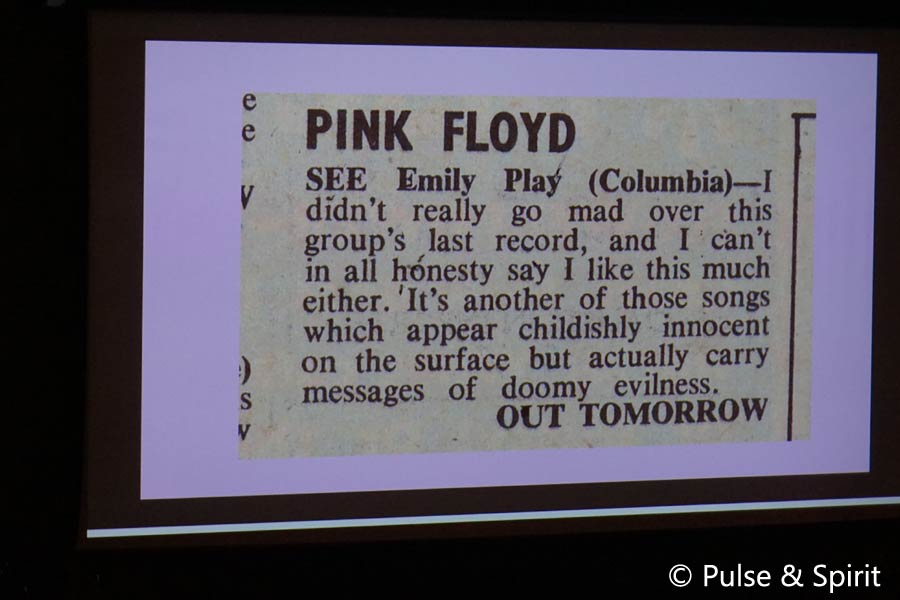 e
e
v
)
s
w
PINK FLOYD
SEE Emily Play (Columbia)—I
didn't really go mad over this
group's last record, and I can't
in all honesty say I like this much
either. It's another of those songs
which appear childishly innocent
on the surface but actually carry
messages of doomy evilness.
OUT TOMORROW
© Pulse & Spirit